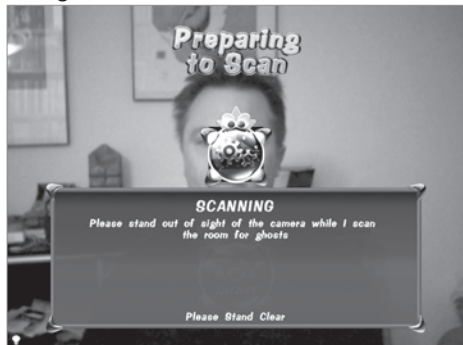 Preparing
to Scan
SCANNING
Please stand out of sight of the camera while I scan
the room for ghosts
Please Stand Clear